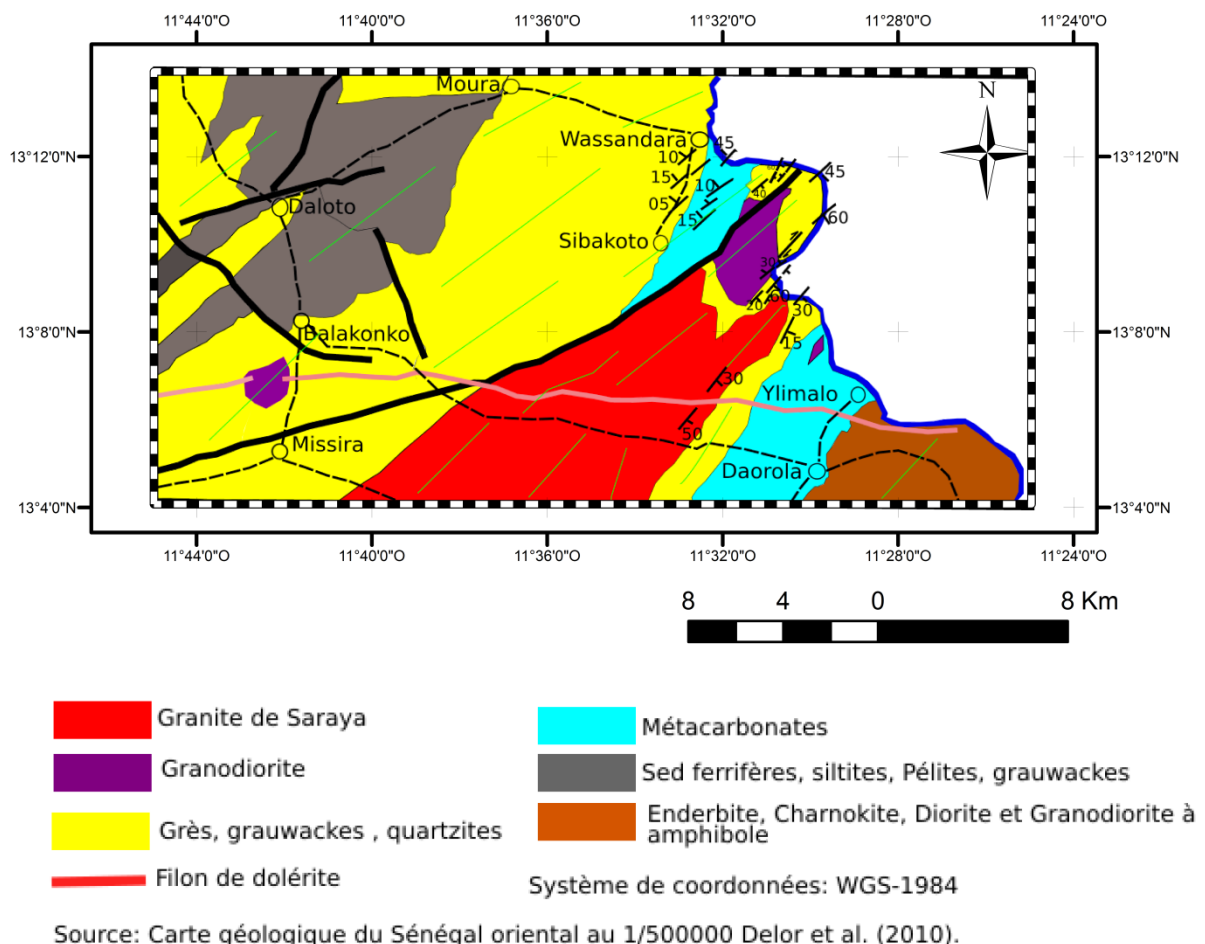 11°44'0"O 11°40'0"O 11°36'0"O 11°32'0"O 11°28'0"O 11°24'0"O
N
Moura
Wassandara 45
13°12'0"N 10 13°12'0"N
15 10 40 45
05 15 60
Daloto
Sibakoto
30
20 60 30
13°8'0"N Balakonko 15 13°8'0"N
30
Ylimalo
50
Missira
Daorola
13°4'0"N 13°4'0"N
11°44'0"O 11°40'0"O 11°36'0"O 11°32'0"O 11°28'0"O 11°24'0"O
8 4 0 8 Km
Granite de Saraya
Métacarbonates
Granodiorite
Sed ferrifères, siltites, Pélites, grauwackes
Grès, grauwackes , quartzites
Enderbite, Charnokite, Diorite et Granodiorite à
amphibole
Filon de dolérite
Système de coordonnées: WGS-1984
Source: Carte géologique du Sénégal oriental au 1/500000 Delor et al. (2010).